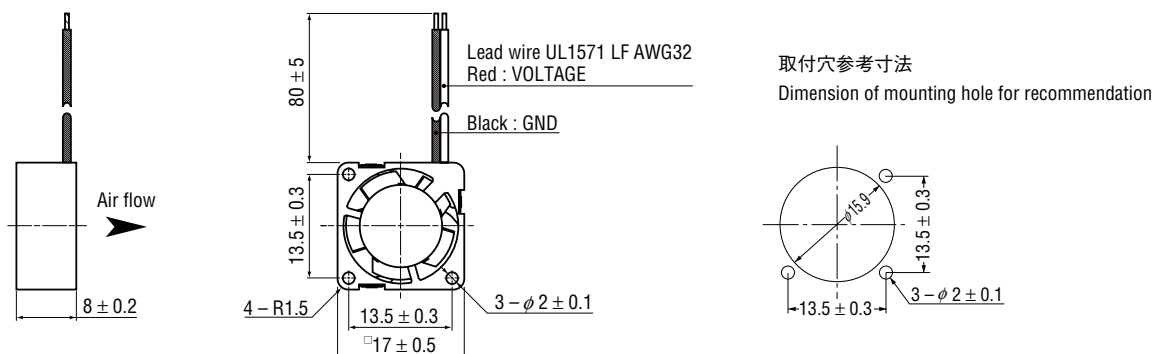 80 ± 5
Lead wire UL1571 LF AWG32
Red : VOLTAGE
Black : GND
取付穴参考寸法
Dimension of mounting hole for recommendation
Air flow
13.5 ± 0.3
8 ± 0.2
4 – R1.5
13.5 ± 0.3
□17 ± 0.5
3 – ϕ 2 ± 0.1
ϕ15.9
13.5 ± 0.3
13.5 ± 0.3
3 – ϕ 2 ± 0.1